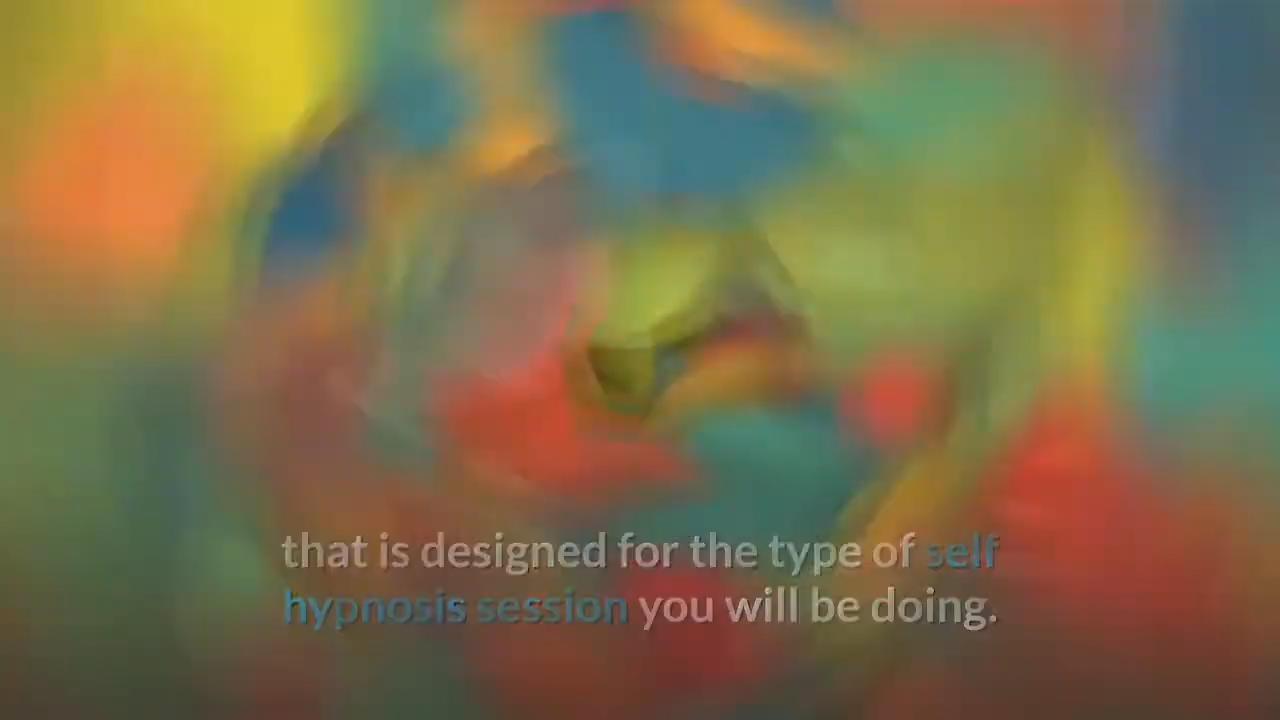 that is designed for the type of self
hypnosis session you will be doing.